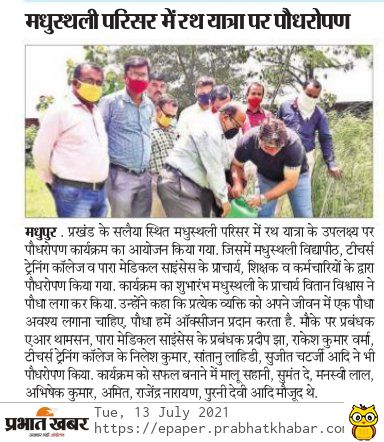 मधुस्थली परिसर में रथ यात्रा पर पौधरोपण
मधुपुर . प्रखंड के सलैया स्थित मधुस्थली परिसर में रथ यात्रा के उपलक्ष्य पर
पौधरोपण कार्यक्रम का आयोजन किया गया. जिसमें मधुस्थली विद्यापीठ, टीचर्स
ट्रेनिंग कॉलेज व पारा मेडिकल साइंसेस के प्राचार्य, शिक्षक व कर्मचारियों के द्वारा
पौधरोपण किया गया. कार्यक्रम का शुभारंभ मधुस्थली के प्राचार्य वितान विश्वास ने
पौधा लगा कर किया. उन्होंने कहा कि प्रत्येक व्यक्ति को अपने जीवन में एक पौधा
अवश्य लगाना चाहिए. पौधा हमें ऑक्सीजन प्रदान करता है. मौके पर प्रबंधक
एआर थामसन, पारा मेडिकल साइंसेस के प्रबंधक प्रदीप झा, राकेश कुमार वर्मा,
टीचर्स ट्रेनिंग कॉलेज के निलेश कुमार, सांतानु लाहिडी, सुजीत चटर्जी आदि ने भी
पौधरोपण किया. कार्यक्रम को सफल बनाने में मालू सहानी, सुमंत दे, मनस्वी लाल,
अभिषेक कुमार, अमित, राजेंद्र नारायण, पुरनी देवी आदि मौजूद थे.
प्रभात खबर
Tue, 13 July 2021
https://epaper.prabhatkhabar.com